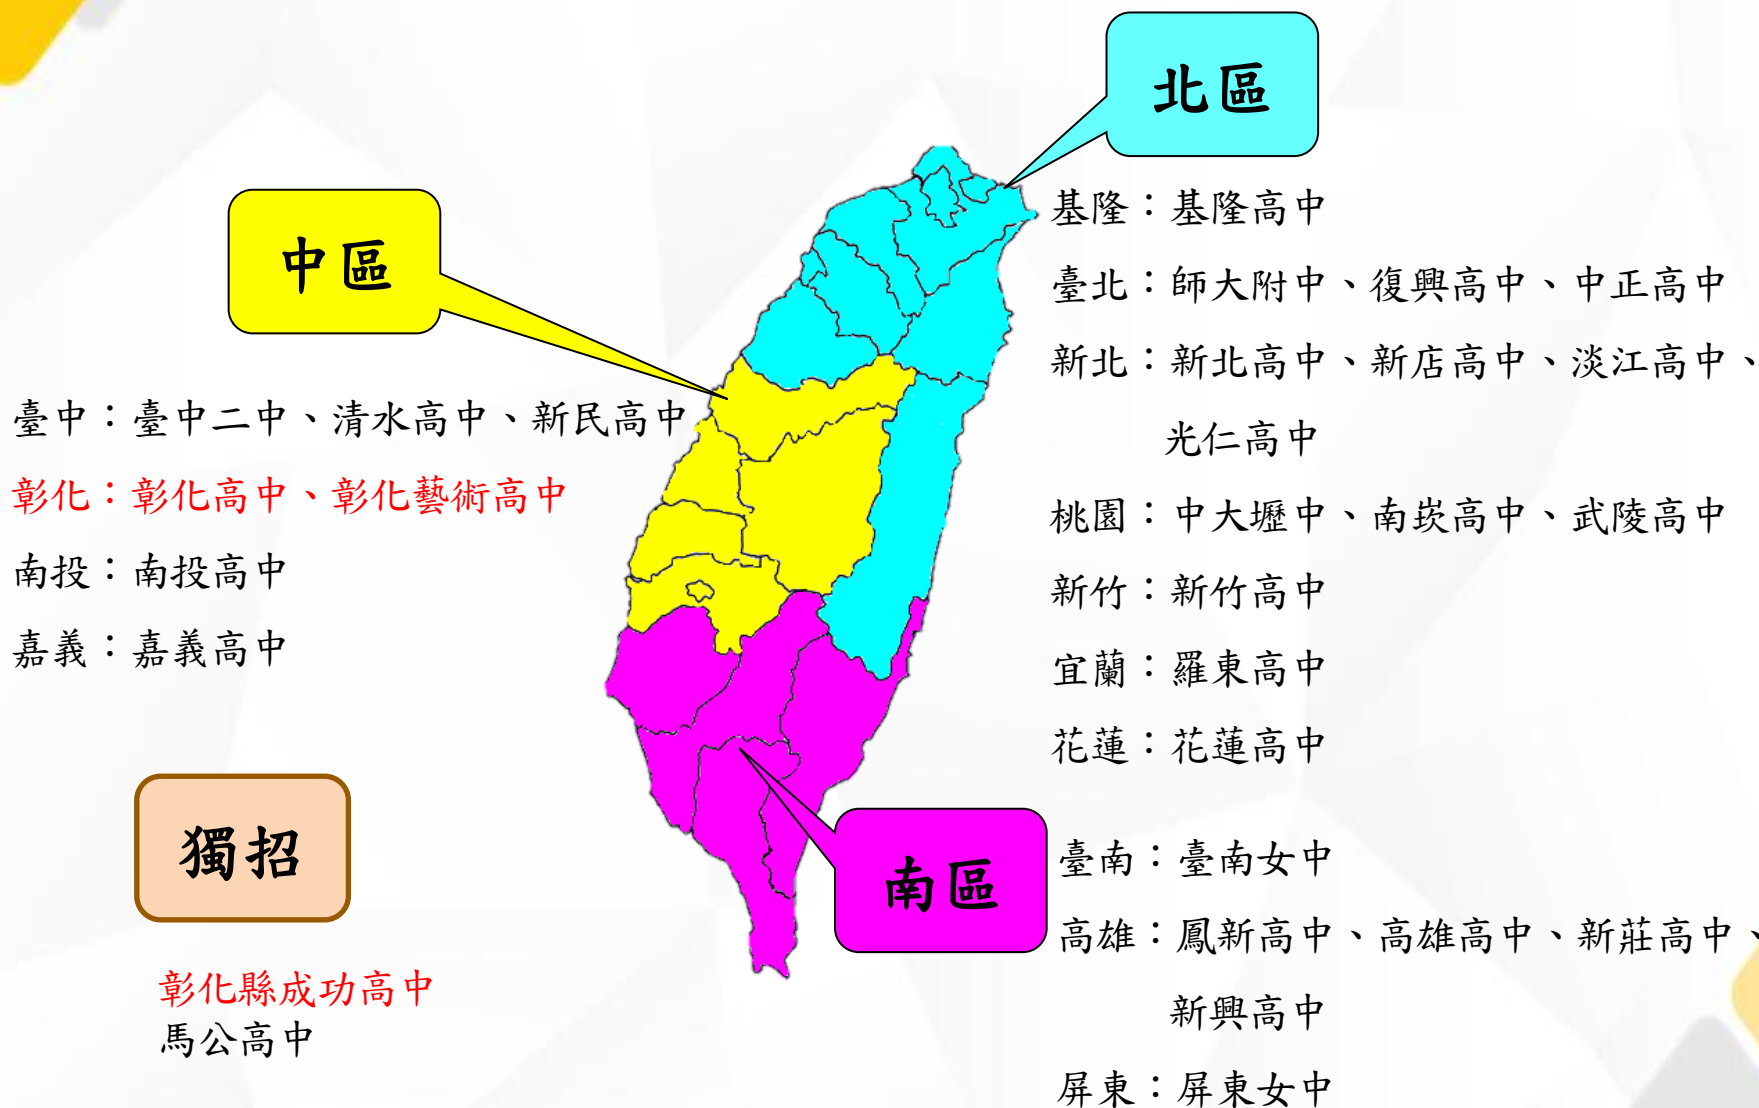 北區
基隆：基隆高中
臺北：師大附中、復興高中、中正高中
新北：新北高中、新店高中、淡江高中、
光仁高中
桃園：中大壢中、南崁高中、武陵高中
新竹：新竹高中
宜蘭：羅東高中
花蓮：花蓮高中
中區
臺中：臺中二中、清水高中、新民高中
彰化：彰化高中、彰化藝術高中
南投：南投高中
嘉義：嘉義高中
南區
臺南：臺南女中
高雄：鳳新高中、高雄高中、新莊高中、
新興高中
屏東：屏東女中
獨招
彰化縣成功高中
馬公高中